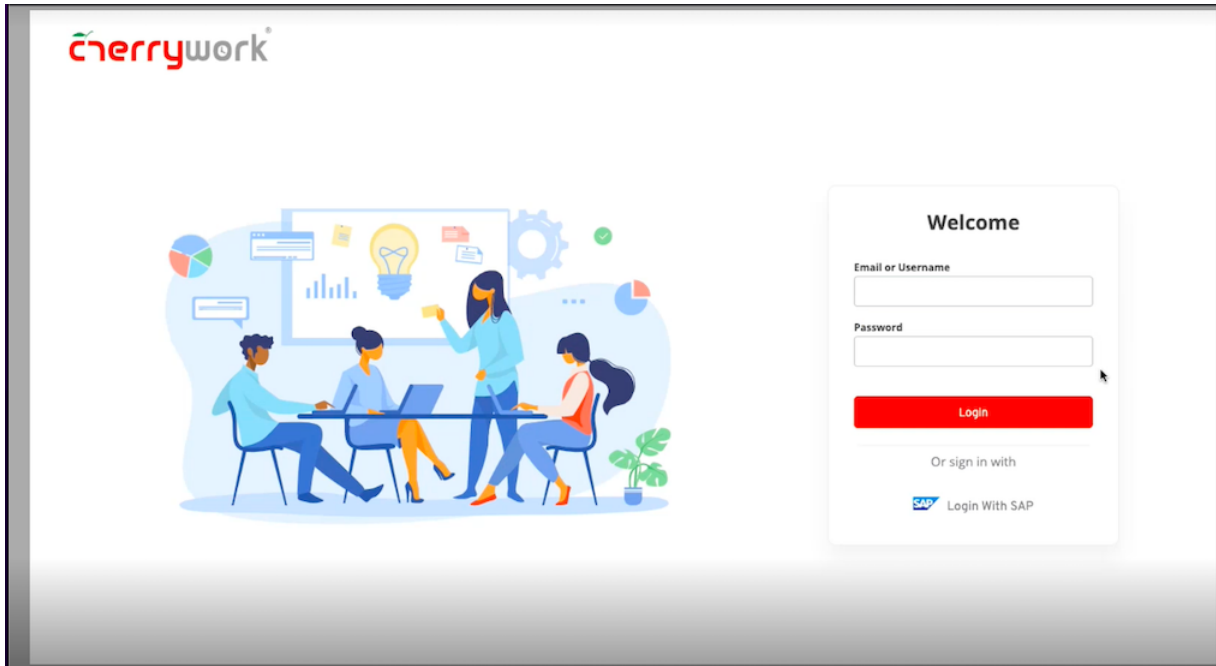 cherrywork®
Welcome
Email or Username
Password
Login
Or sign in with
SAP Login With SAP